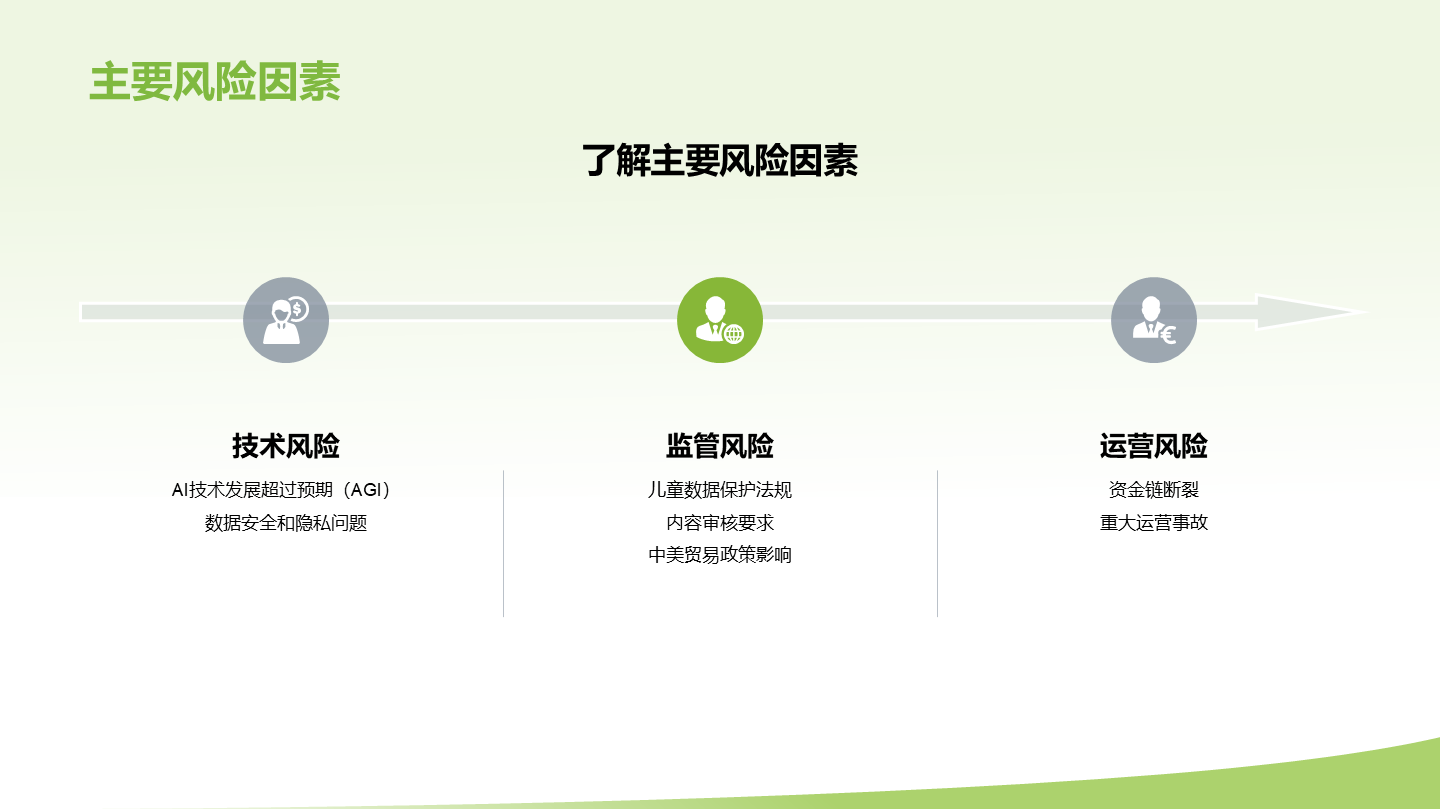 主要风险因素
了解主要风险因素
技术风险
AI技术发展超过预期（AGI）
数据安全和隐私问题
监管风险
儿童数据保护法规
内容审核要求
中美贸易政策影响
运营风险
资金链断裂
重大运营事故